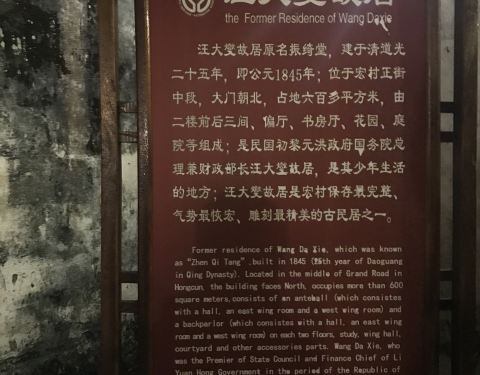 汪大燮故居
the Former Residence of Wang Daxie
汪大燮故居原名振绮堂，建于清道光
二十五年，即公元1845年；位于宏村正街
中段，大门朝北，占地六百多平方米，由
二楼前后三间、偏厅、书房厅、花园、庭
院等组成；是民国初黎元洪政府国务院总
理兼财政部长汪大燮故居，是其少年生活
的地方；汪大燮故居是宏村保存最完整、
气势最恢宏、雕刻最精美的古民居之一。
Former residence of Wang Da Xie, which was known
as “Zhen Qi Tang” .built in 1845 (25th year of Daoguang
in Qing Dynasty). Located in the middle of Grand Road in
Hongcun, the building faces North, occupies more than 600
square meters,consists of an antehall (which consistes
with a hall, an east wing room and a west wing room) and
a backparlor (which consistes with a hall, an east wing
room and a west wing room) on each two floors, study, wing hall,
courtyard and other accessories parts. Wang Da Xie, who
was the Premier of State Council and Finance Chief of Li
Yuan Hong Government in the period of the Republic of